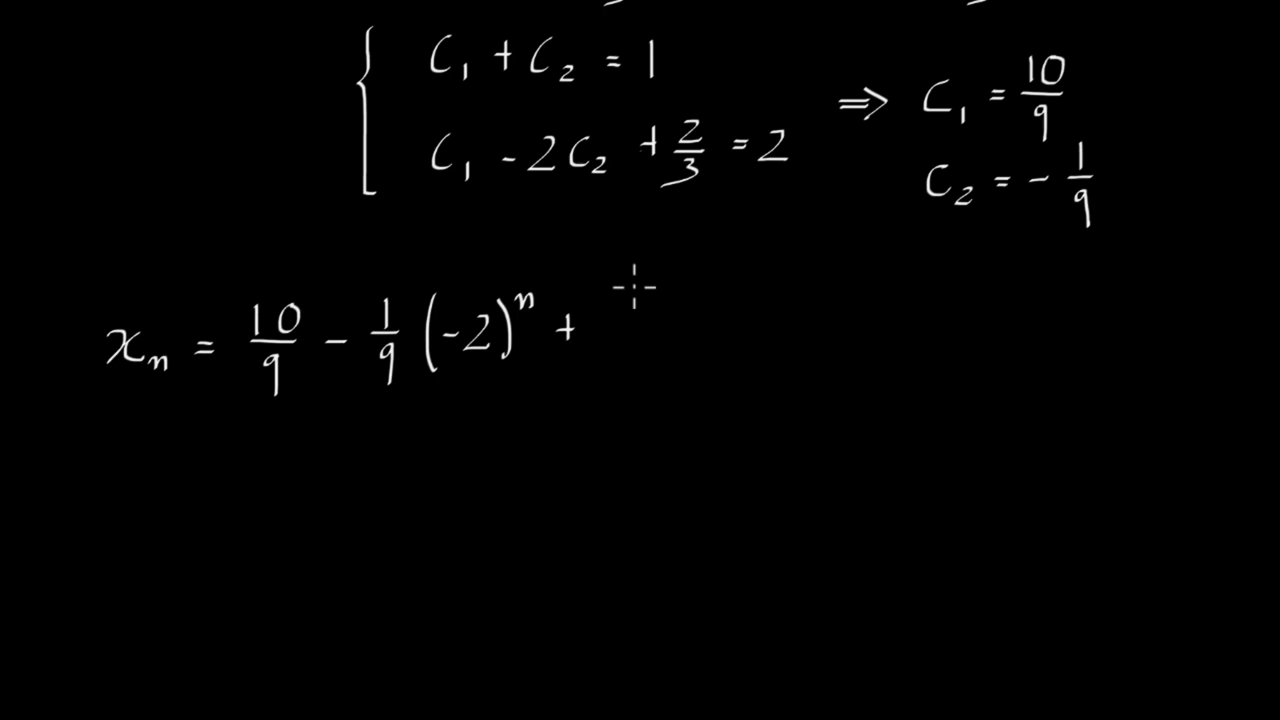 C₁ + C₂ = 1
C₁ - 2C₂ + 2/3 = 2 ⇒ C₁ = 10/9
C₂ = - 1/9
xₙ = 10/9 - 1/9 (-2)ⁿ +